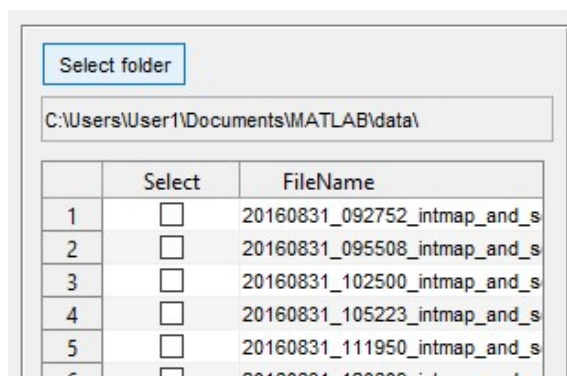 Select folder
C:\Users\User1\Documents\MATLAB\data\
Select FileName
1 20160831_092752_intmap_and_s
2 20160831_095508_intmap_and_s
3 20160831_102500_intmap_and_s
4 20160831_105223_intmap_and_s
5 20160831_111950_intmap_and_s